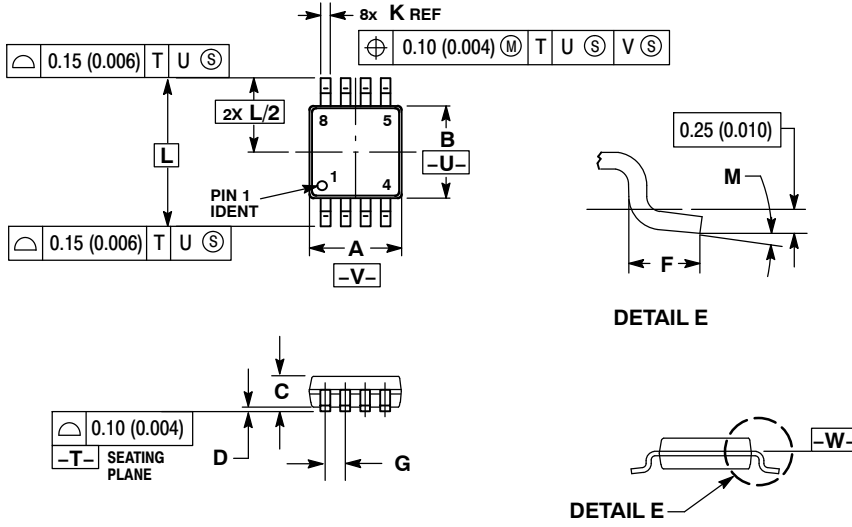 8x K REF
⌖ 0.10 (0.004) Ⓜ T U Ⓢ V Ⓢ
⌓ 0.15 (0.006) T U Ⓢ
2X L/2
8 5
B
-U-
L
1
4
PIN 1
IDENT
⌓ 0.15 (0.006) T U Ⓢ
A
-V-
0.25 (0.010)
M
F
DETAIL E
C
⌓ 0.10 (0.004)
-T- SEATING
PLANE
D
G
-W-
DETAIL E